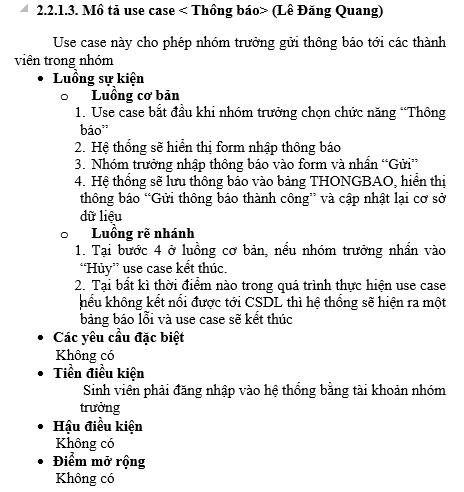 2.2.1.3. Mô tả use case < Thông báo> (Lê Đăng Quang)
Use case này cho phép nhóm trưởng gửi thông báo tới các thành
viên trong nhóm
• Luồng sự kiện
o Luồng cơ bản
1. Use case bắt đầu khi nhóm trưởng chọn chức năng “Thông
báo”
2. Hệ thống sẽ hiển thị form nhập thông báo
3. Nhóm trưởng nhập thông báo vào form và nhấn “Gửi”
4. Hệ thống sẽ lưu thông báo vào bảng THONGBAO, hiển thị
thông báo “Gửi thông báo thành công” và cập nhật lại cơ sở
dữ liệu
o Luồng rẽ nhánh
1. Tại bước 4 ở luồng cơ bản, nếu nhóm trưởng nhấn vào
“Hủy” use case kết thúc.
2. Tại bất kì thời điểm nào trong quá trình thực hiện use case
nếu không kết nối được tới CSDL thì hệ thống sẽ hiện ra một
bảng báo lỗi và use case sẽ kết thúc
• Các yêu cầu đặc biệt
Không có
• Tiền điều kiện
Sinh viên phải đăng nhập vào hệ thống bằng tài khoản nhóm
trưởng
• Hậu điều kiện
Không có
• Điểm mở rộng
Không có